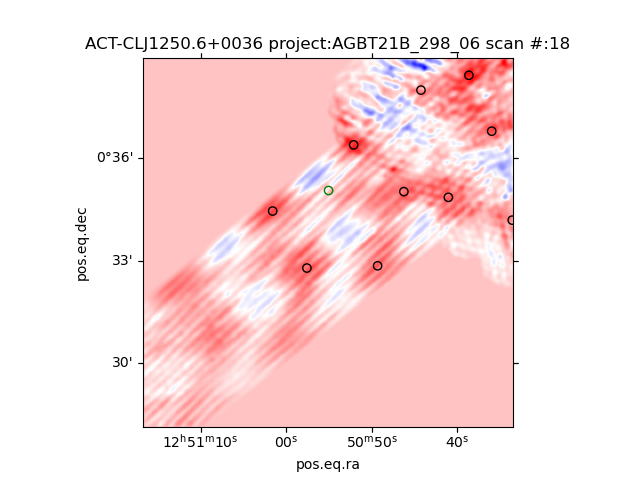 ACT-CLJ1250.6+0036 project:AGBT21B_298_06 scan #:18
0°36'
33'
30'
pos.eq.dec
12ʰ51ᵐ10ˢ 00ˢ 50ᵐ50ˢ 40ˢ
pos.eq.ra